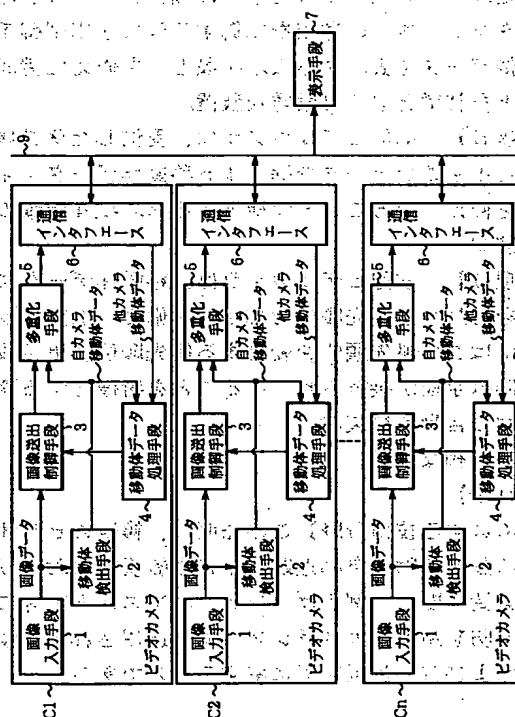 C1
画像
入力手段
1
画像データ
移動体
検出手段
2
画像送出
制御手段
3
移動体データ
処理手段
4
多重化
手段
5
自カメラ
移動体データ
他カメラ
移動体データ
通信
インタフェース
6
ビデオカメラ
C2
画像
入力手段
1
画像データ
移動体
検出手段
2
画像送出
制御手段
3
移動体データ
処理手段
4
多重化
手段
5
自カメラ
移動体データ
他カメラ
移動体データ
通信
インタフェース
6
ビデオカメラ
Cn
画像
入力手段
1
画像データ
移動体
検出手段
2
画像送出
制御手段
3
移動体データ
処理手段
4
多重化
手段
5
自カメラ
移動体データ
他カメラ
移動体データ
通信
インタフェース
6
ビデオカメラ
9
表示手段
7